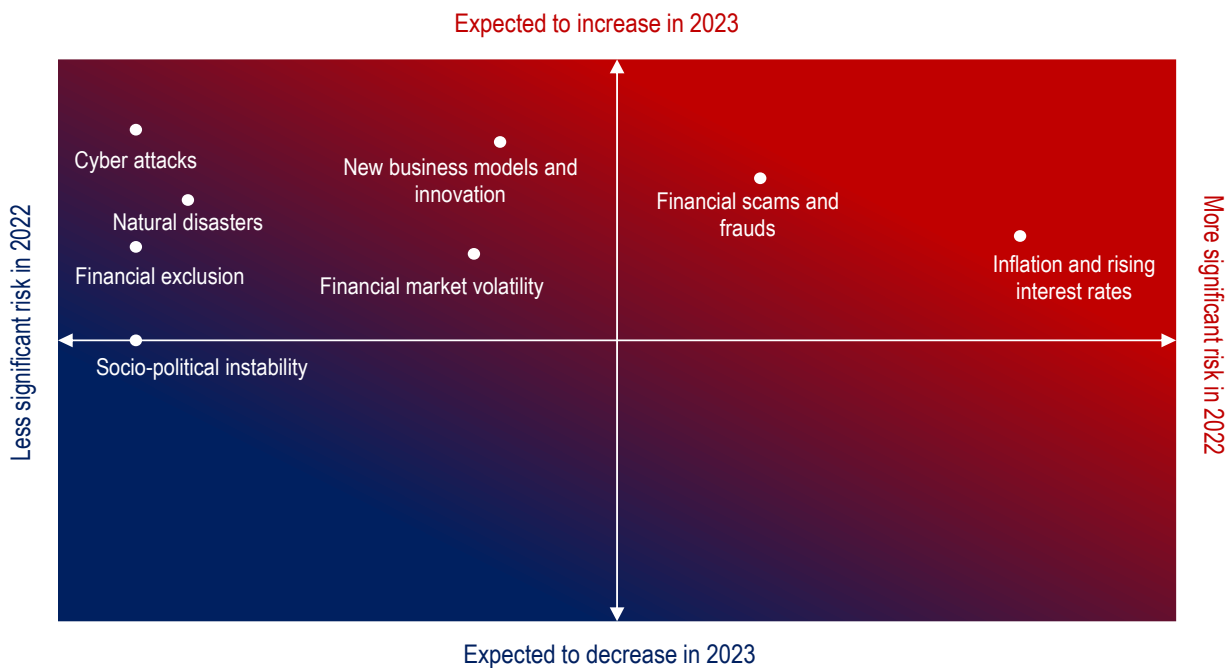 Expected to increase in 2023
Cyber attacks
New business models and
innovation
Natural disasters
Financial scams and
frauds
Financial exclusion
Financial market volatility
Inflation and rising
interest rates
Socio-political instability
Less significant risk in 2022
More significant risk in 2022
Expected to decrease in 2023